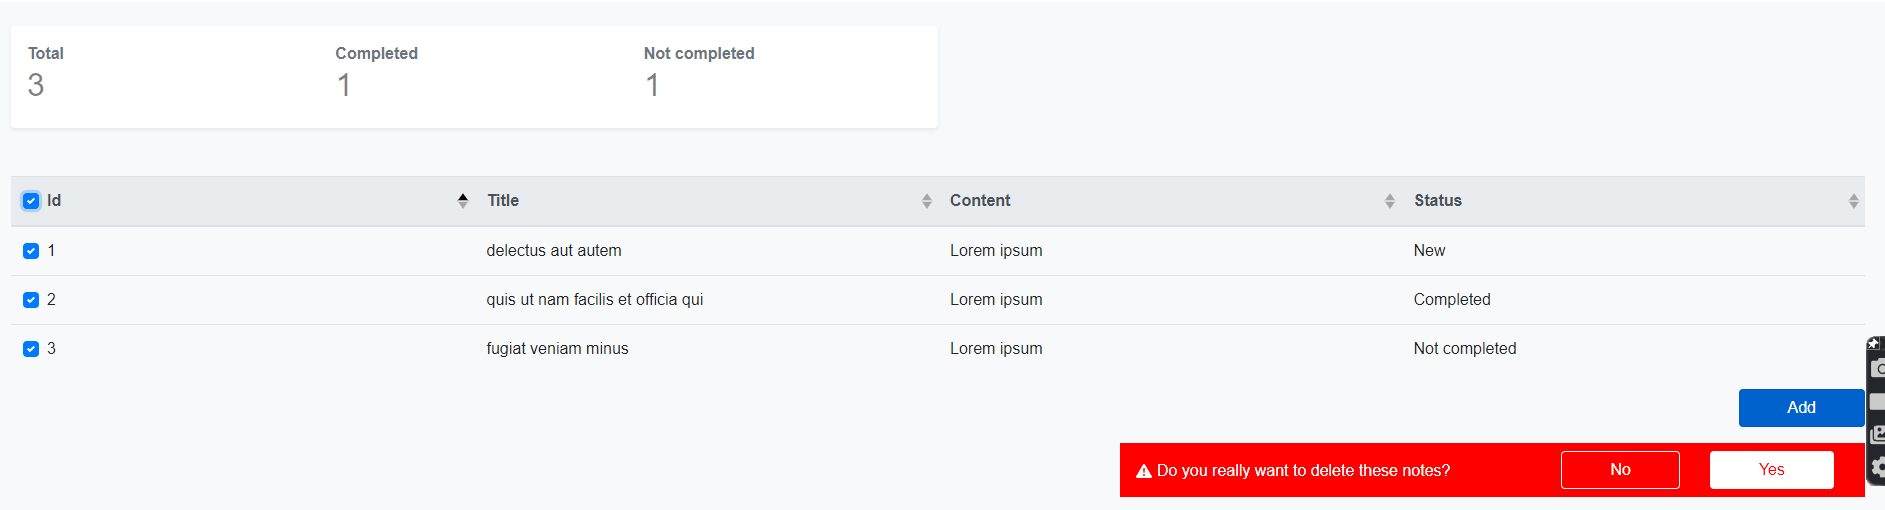 Total Completed Not completed
3 1 1
Id Title Content Status
1 delectus aut autem Lorem ipsum New
2 quis ut nam facilis et officia qui Lorem ipsum Completed
3 fugiat veniam minus Lorem ipsum Not completed
Add
Do you really want to delete these notes? No Yes